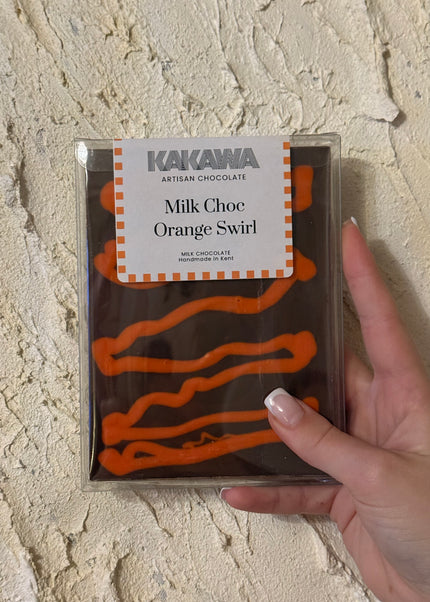 KAKAWA
ARTISAN CHOCOLATE
Milk Choc
Orange Swirl
MILK CHOCOLATE
Handmade in Kent